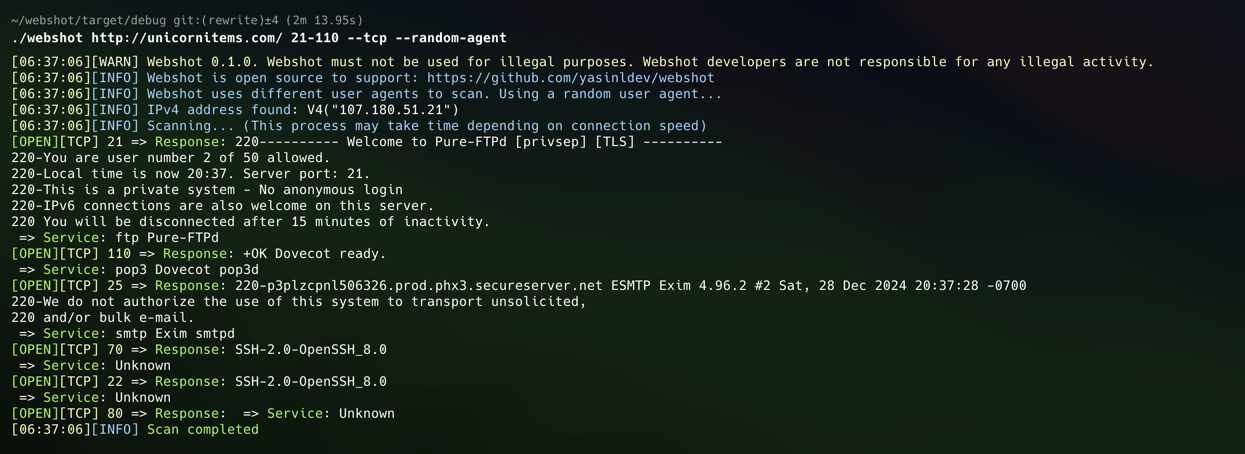 ~/webshot/target/debug git:(rewrite)±4 (2m 13.95s)
./webshot http://unicornitems.com/ 21-110 --tcp --random-agent
[06:37:06][WARN] Webshot 0.1.0. Webshot must not be used for illegal purposes. Webshot developers are not responsible for any illegal activity.
[06:37:06][INFO] Webshot is open source to support: https://github.com/yasinldev/webshot
[06:37:06][INFO] Webshot uses different user agents to scan. Using a random user agent...
[06:37:06][INFO] IPv4 address found: V4("107.180.51.21")
[06:37:06][INFO] Scanning... (This process may take time depending on connection speed)
[OPEN][TCP] 21 => Response: 220---------- Welcome to Pure-FTPd [privsep] [TLS] ----------
220-You are user number 2 of 50 allowed.
220-Local time is now 20:37. Server port: 21.
220-This is a private system - No anonymous login
220-IPv6 connections are also welcome on this server.
220 You will be disconnected after 15 minutes of inactivity.
=> Service: ftp Pure-FTPd
[OPEN][TCP] 110 => Response: +OK Dovecot ready.
=> Service: pop3 Dovecot pop3d
[OPEN][TCP] 25 => Response: 220-p3plzcpnl506326.prod.phx3.secureserver.net ESMTP Exim 4.96.2 #2 Sat, 28 Dec 2024 20:37:28 -0700
220-We do not authorize the use of this system to transport unsolicited,
220 and/or bulk e-mail.
=> Service: smtp Exim smtpd
[OPEN][TCP] 70 => Response: SSH-2.0-OpenSSH_8.0
=> Service: Unknown
[OPEN][TCP] 22 => Response: SSH-2.0-OpenSSH_8.0
=> Service: Unknown
[OPEN][TCP] 80 => Response:  => Service: Unknown
[06:37:06][INFO] Scan completed